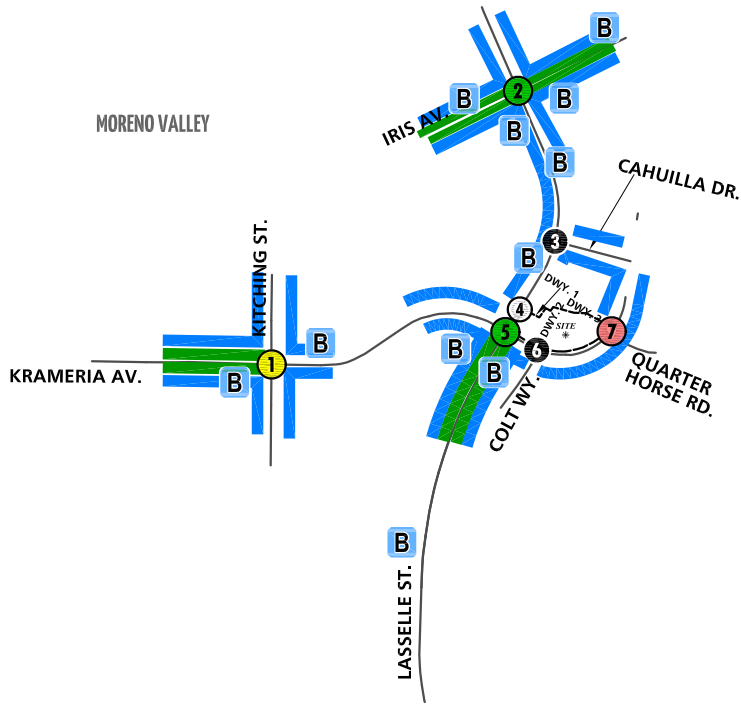 B
2
B
B
MORENO VALLEY
IRIS AV.
B
B
CAHUILLA DR.
3
B
KITCHING ST.
DWY. 1
4
DWY. 2
DWY. 3
SITE
5
7
B
B
6
1
B
B
KRAMERIA AV.
QUARTER
HORSE RD.
COLT WY.
B
LASSELLE ST.